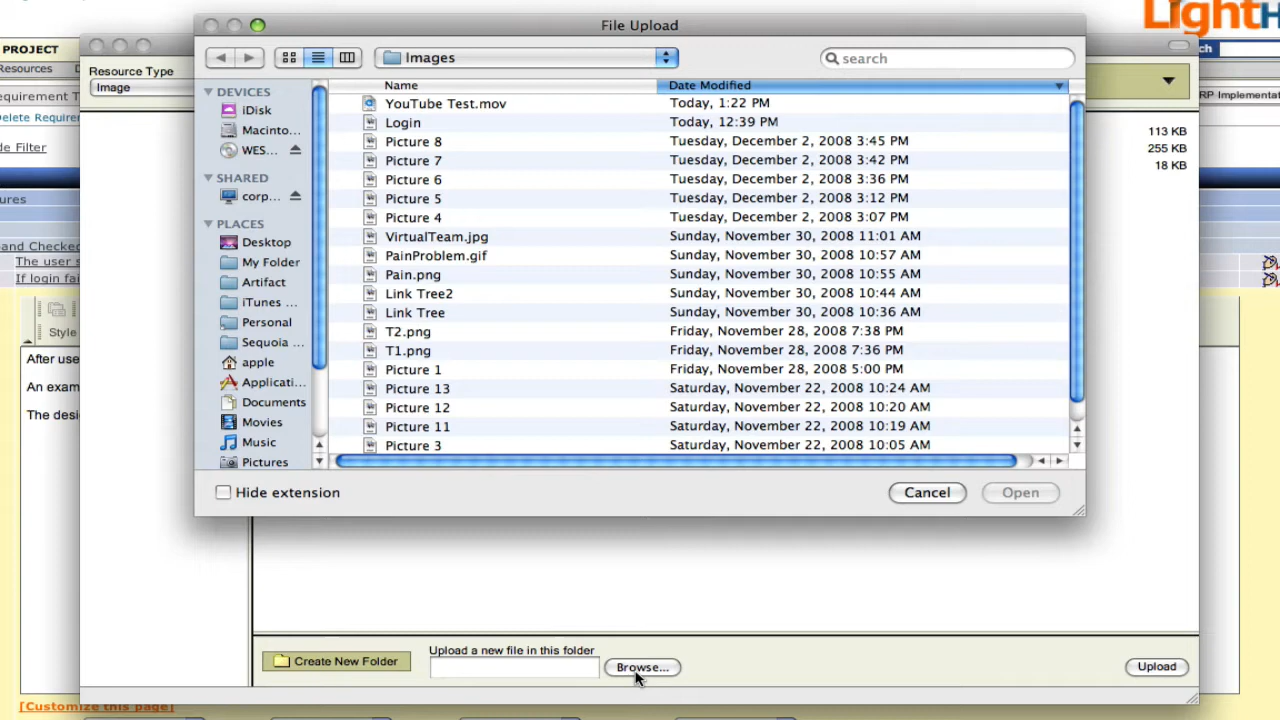 LightH
File Upload
PROJECT
Resources
Resource Type
Image
equirement T
elete Require
de Filter
ures
and Checked
The user s
If login fai
Style
After use
An exam
The desi
Images
search
DEVICES
iDisk
Macinto...
WES...
SHARED
corp...
PLACES
Desktop
My Folder
Artifact
iTunes ...
Personal
Sequoia ...
apple
Applicati...
Documents
Movies
Music
Pictures
Name Date Modified
YouTube Test.mov Today, 1:22 PM
Login Today, 12:39 PM
Picture 8 Tuesday, December 2, 2008 3:45 PM
Picture 7 Tuesday, December 2, 2008 3:42 PM
Picture 6 Tuesday, December 2, 2008 3:36 PM
Picture 5 Tuesday, December 2, 2008 3:12 PM
Picture 4 Tuesday, December 2, 2008 3:07 PM
VirtualTeam.jpg Sunday, November 30, 2008 11:01 AM
PainProblem.gif Sunday, November 30, 2008 10:57 AM
Pain.png Sunday, November 30, 2008 10:55 AM
Link Tree2 Sunday, November 30, 2008 10:44 AM
Link Tree Sunday, November 30, 2008 10:36 AM
T2.png Friday, November 28, 2008 7:38 PM
T1.png Friday, November 28, 2008 7:36 PM
Picture 1 Friday, November 28, 2008 5:00 PM
Picture 13 Saturday, November 22, 2008 10:24 AM
Picture 12 Saturday, November 22, 2008 10:20 AM
Picture 11 Saturday, November 22, 2008 10:19 AM
Picture 3 Saturday, November 22, 2008 10:05 AM
ch
RP Implementat
113 KB
255 KB
18 KB
Hide extension
Cancel
Open
Create New Folder
Upload a new file in this folder
Browse...
Upload
[Customize this page]